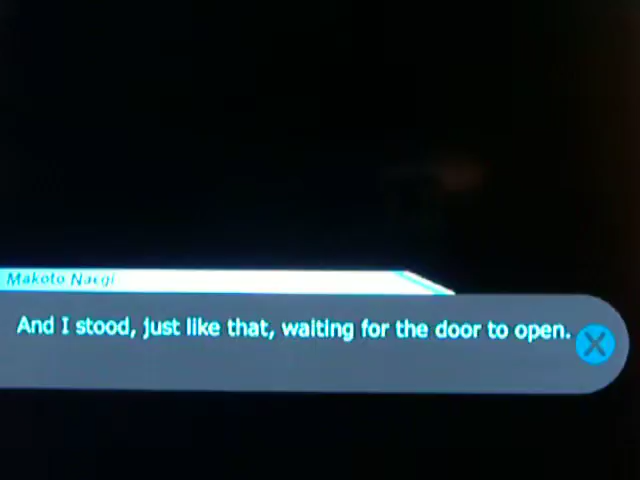 Makoto Naegi
And I stood, just like that, waiting for the door to open.